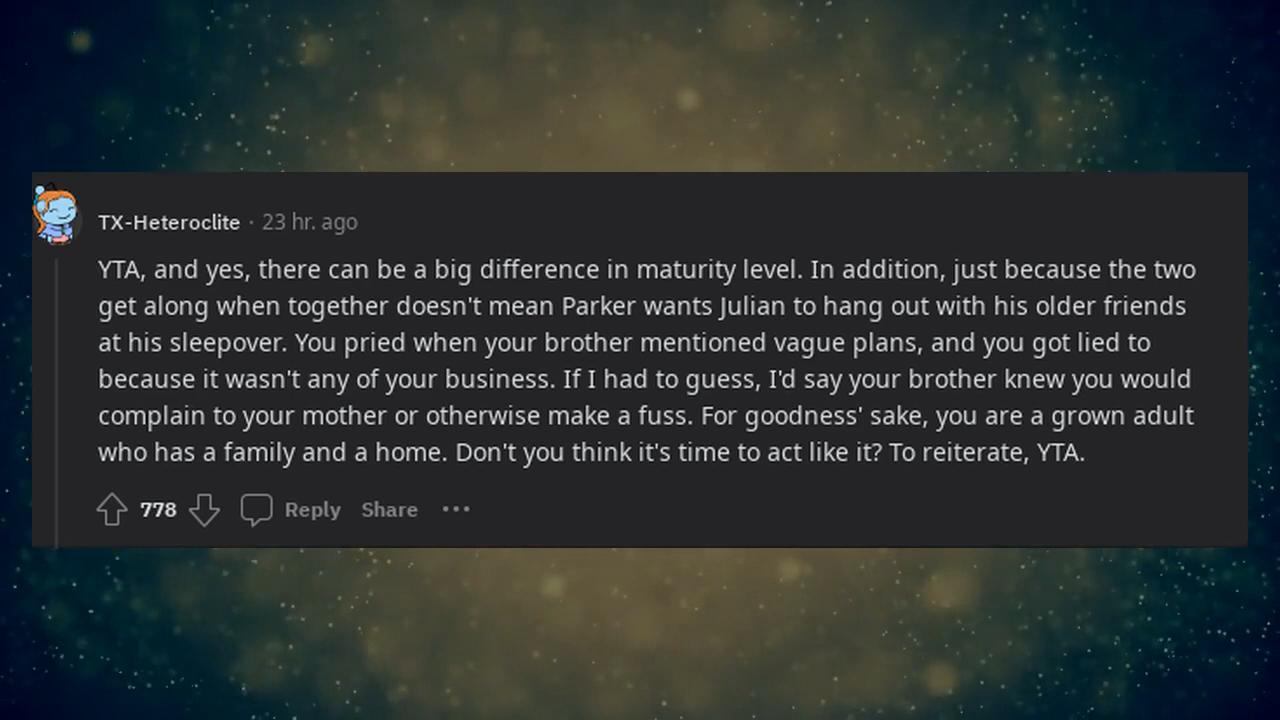 TX-Heteroclite · 23 hr. ago
YTA, and yes, there can be a big difference in maturity level. In addition, just because the two
get along when together doesn't mean Parker wants Julian to hang out with his older friends
at his sleepover. You pried when your brother mentioned vague plans, and you got lied to
because it wasn't any of your business. If I had to guess, I'd say your brother knew you would
complain to your mother or otherwise make a fuss. For goodness' sake, you are a grown adult
who has a family and a home. Don't you think it's time to act like it? To reiterate, YTA.
778 Reply Share